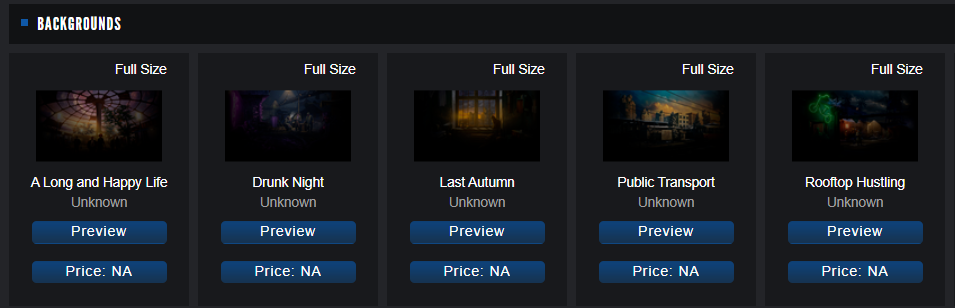 BACKGROUNDS
Full Size
A Long and Happy Life
Unknown
Preview
Price: NA
Full Size
Drunk Night
Unknown
Preview
Price: NA
Full Size
Last Autumn
Unknown
Preview
Price: NA
Full Size
Public Transport
Unknown
Preview
Price: NA
Full Size
Rooftop Hustling
Unknown
Preview
Price: NA